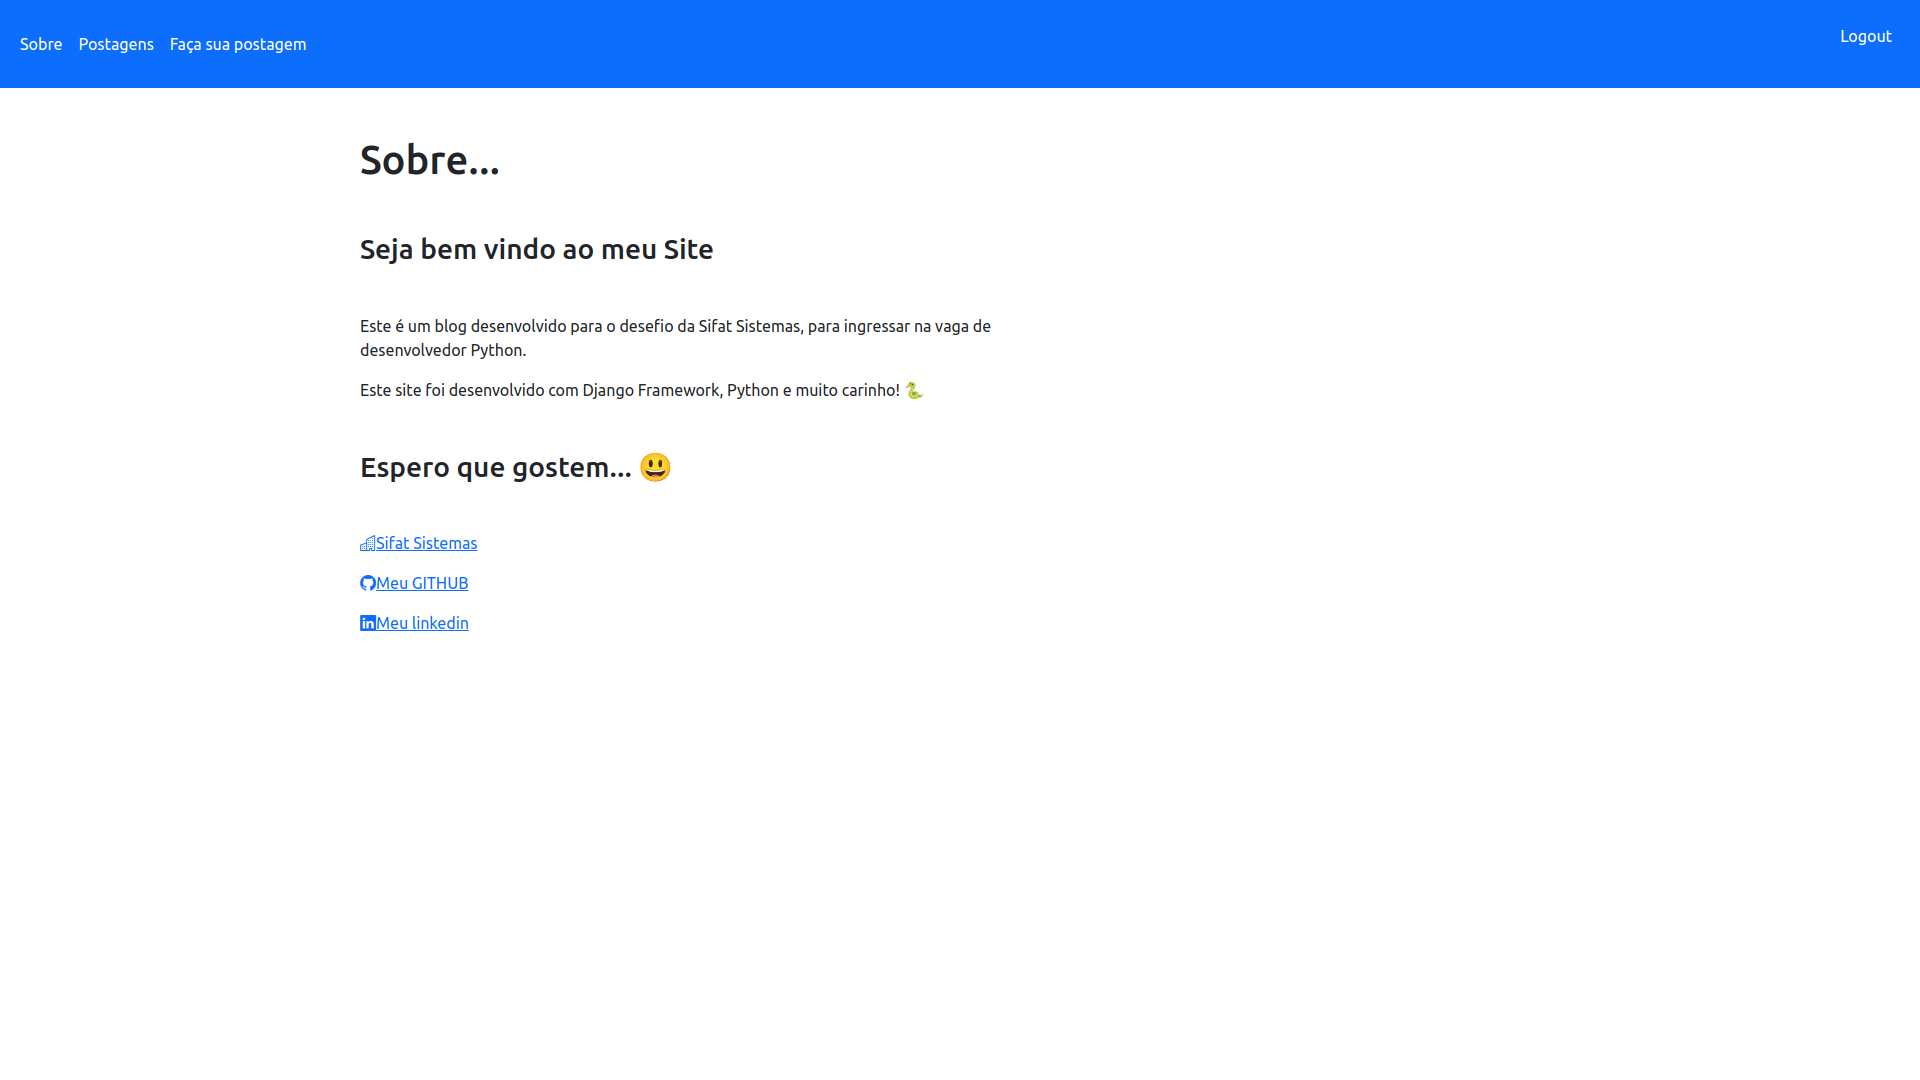 Sobre Postagens Faça sua postagem Logout
Sobre...
Seja bem vindo ao meu Site
Este é um blog desenvolvido para o desefio da Sifat Sistemas, para ingressar na vaga de
desenvolvedor Python.
Este site foi desenvolvido com Django Framework, Python e muito carinho! 🐍
Espero que gostem... 😃
Sifat Sistemas
Meu GITHUB
Meu linkedin